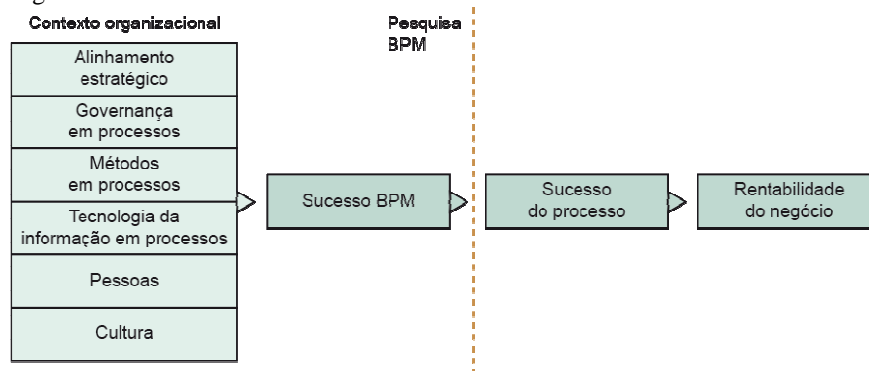 Contexto organizacional
Pesquisa
BPM
Alinhamento
estratégico
Governança
em processos
Métodos
em processos
Tecnologia da
informação em processos
Pessoas
Cultura
Sucesso BPM
Sucesso
do processo
Rentabilidade
do negócio